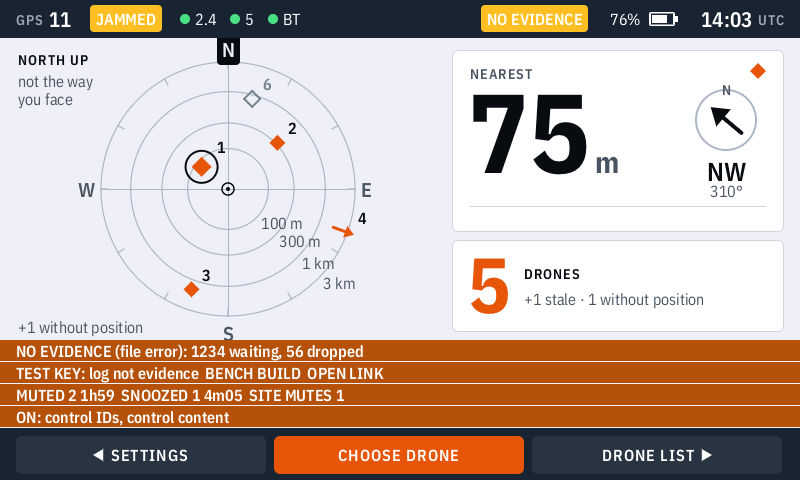 GPS 11 JAMMED 2.4 5 BT NO EVIDENCE 76% 14:03 UTC
NORTH UP
not the way
you face
N
6
2
1
W
E
4
100 m
300 m
1 km
3 km
3
+1 without position
S
NEAREST
75 m
N
NW
310°
5 DRONES
+1 stale · 1 without position
NO EVIDENCE (file error): 1234 waiting, 56 dropped
TEST KEY: log not evidence BENCH BUILD OPEN LINK
MUTED 2 1h59 SNOOZED 1 4m05 SITE MUTES 1
ON: control IDs, control content
◀ SETTINGS CHOOSE DRONE DRONE LIST ▶